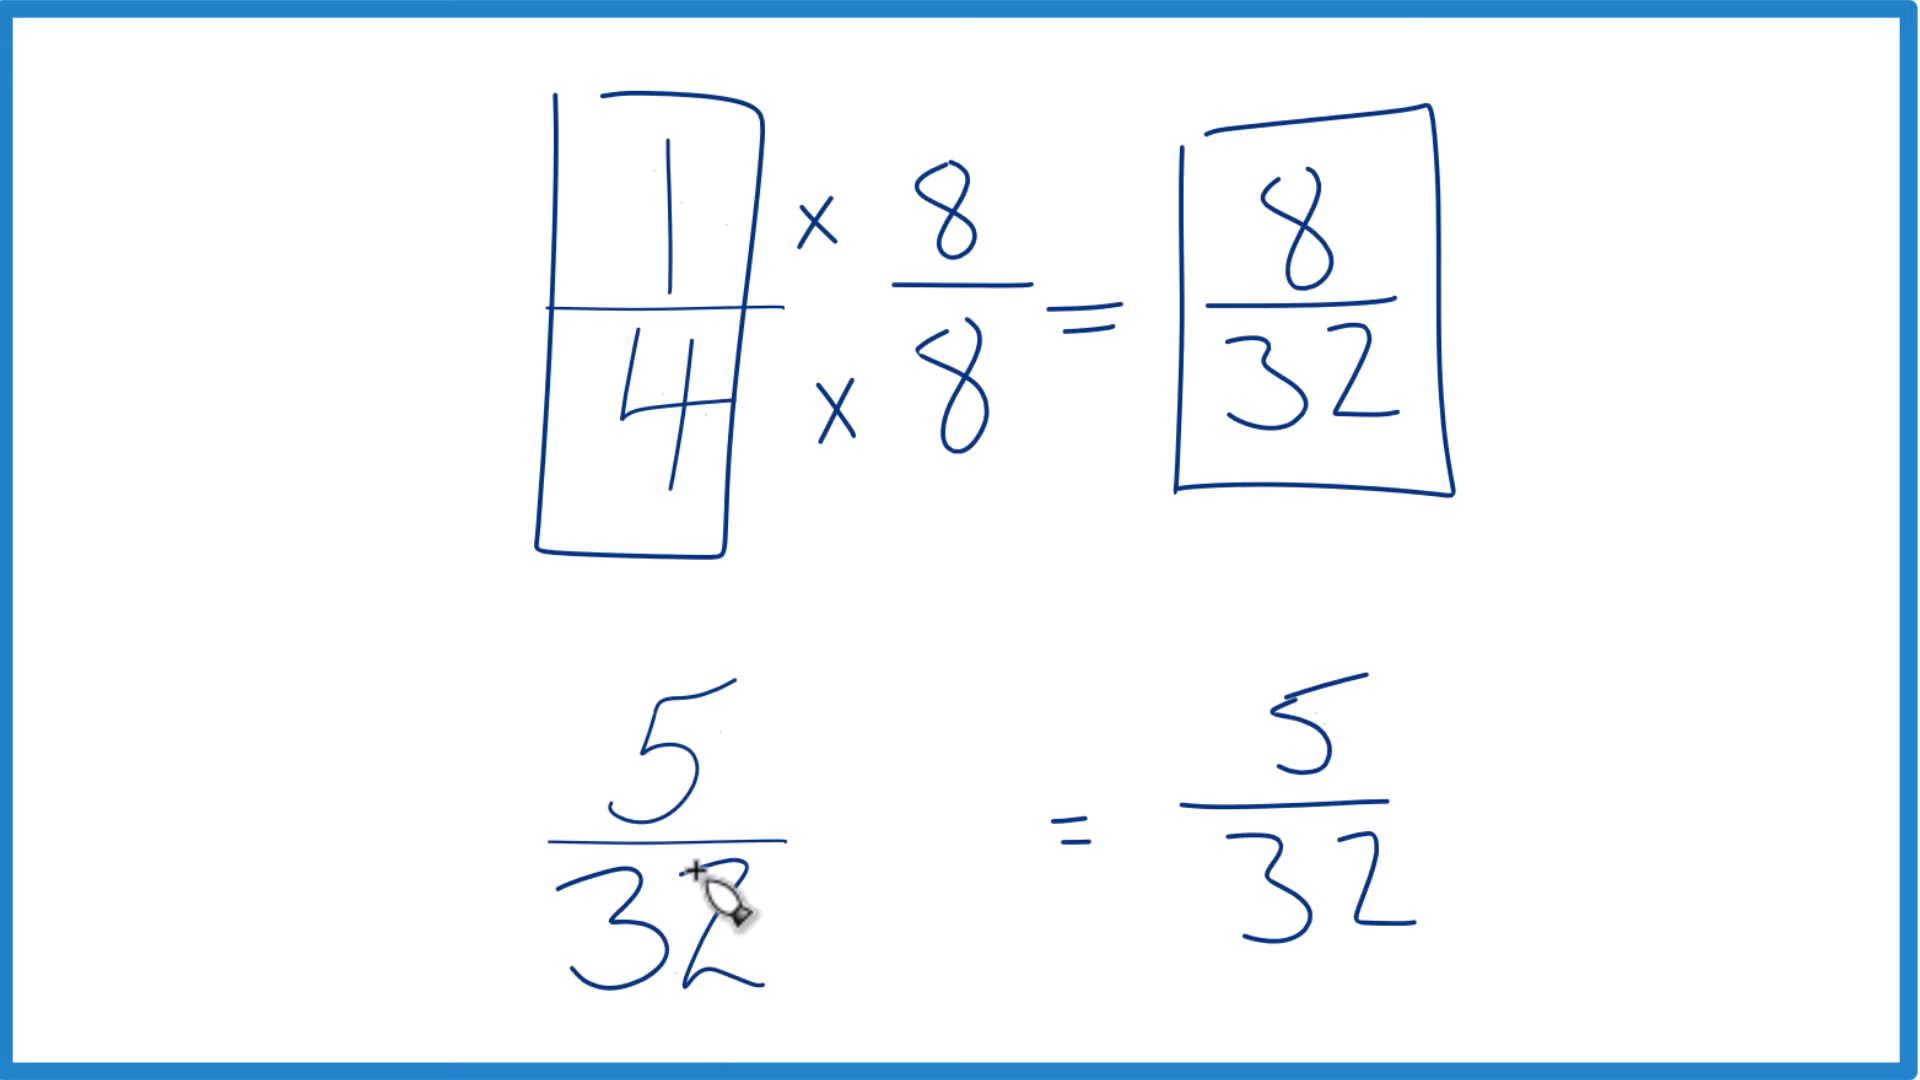 1/4 × 8/8 = 8/32
5/32 = 5/32